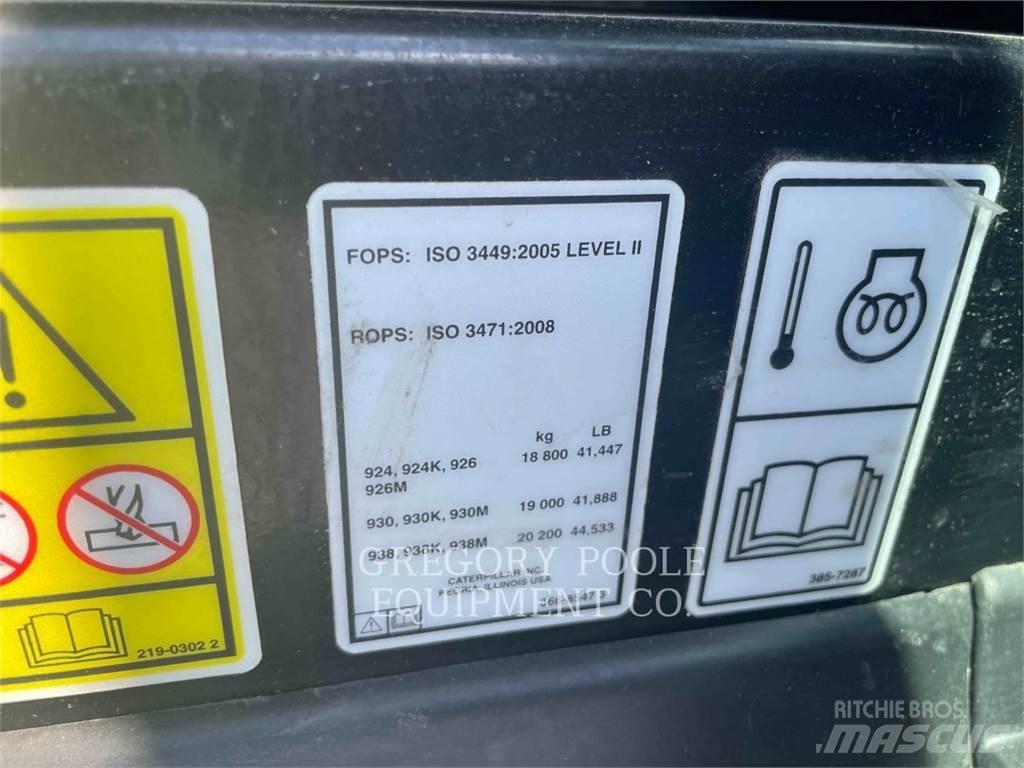 FOPS: ISO 3449:2005 LEVEL II
ROPS: ISO 3471:2008
kg LB
924, 924K, 926 18 800 41,447
926M
930, 930K, 930M 19 000 41,888
938, 938K, 938M 20 200 44,533
CATERPILLAR INC.
PEORIA, ILLINOIS USA
219-0302 2
385-7287
GREGORY POOLE
EQUIPMENT CO.
RITCHIE BROS.
MASCUS